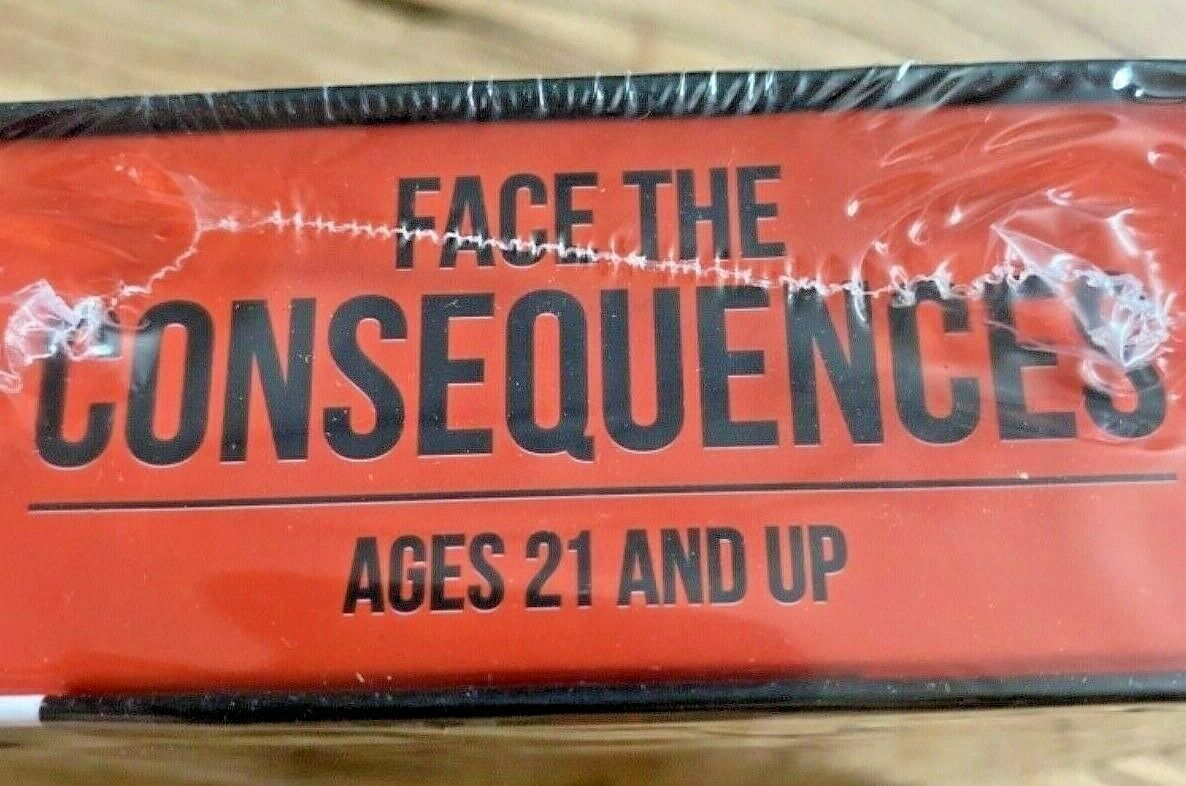 FACE THE
CONSEQUENCES
AGES 21 AND UP